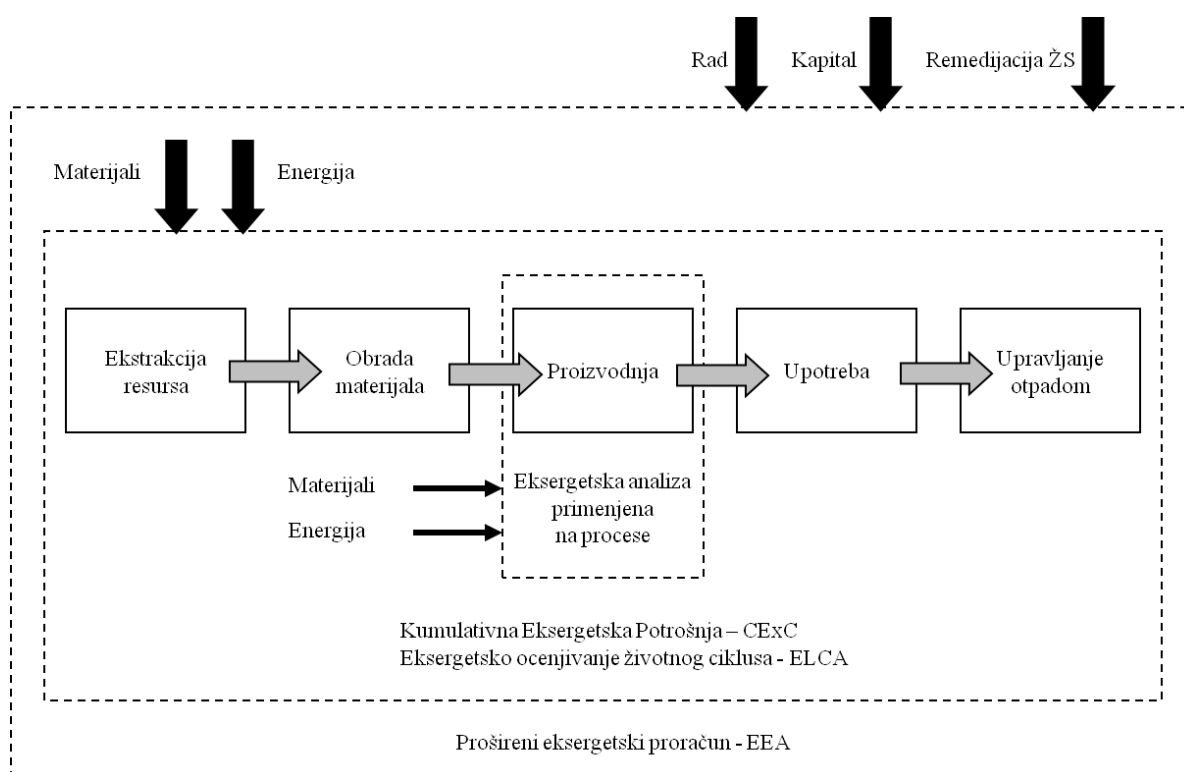 Rad
Kapital
Remedijacija ŽS
Materijali
Energija
Ekstrakcija
resursa
Obrada
materijala
Proizvodnja
Upotreba
Upravljanje
otpadom
Materijali
Energija
Eksergetska analiza
primenjena
na procese
Kumulativna Eksergetska Potrošnja – CExC
Eksergetsko ocenjivanje životnog ciklusa - ELCA
Prošireni eksergetski proračun - EEA